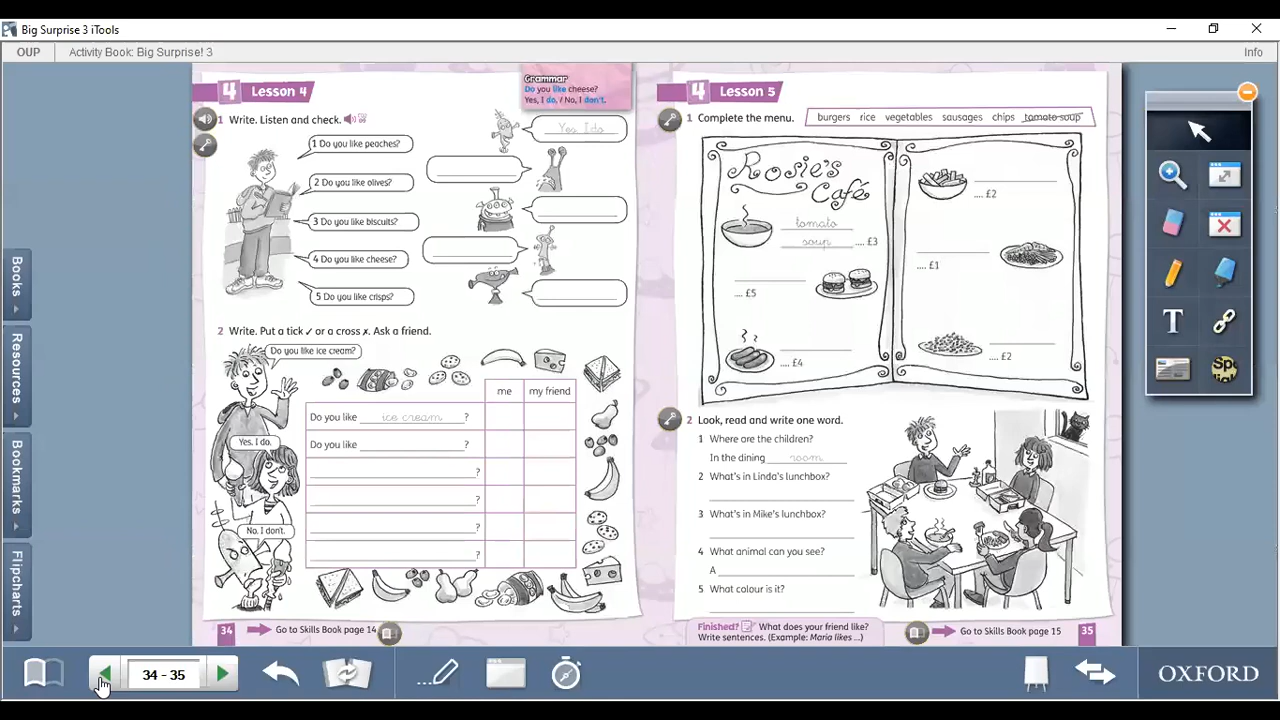 Big Surprise 3 iTools
OUP
Activity Book: Big Surprise! 3
Info
4 Lesson 4
Grammar
Do you like cheese?
Yes, I do. / No, I don't.
1 Write. Listen and check.
1 Do you like peaches?
Yes I do
2 Do you like olives?
3 Do you like biscuits?
4 Do you like cheese?
5 Do you like crisps?
2 Write. Put a tick ✓ or a cross ✗. Ask a friend.
Do you like ice cream?
me
my friend
Do you like ice cream ?
Do you like ?
?
?
?
?
Yes. I do.
No, I don't.
34
Go to Skills Book page 14
4 Lesson 5
1 Complete the menu.
burgers rice vegetables sausages chips tomato soup
Rosie's
Café
tomato
soup .... £3
.... £5
.... £4
.... £2
.... £1
.... £2
2 Look, read and write one word.
1 Where are the children?
In the dining room
2 What's in Linda's lunchbox?
3 What's in Mike's lunchbox?
4 What animal can you see?
A
5 What colour is it?
Finished? What does your friend like?
Write sentences. (Example: Maria likes ...)
Go to Skills Book page 15
35
Books
Resources
Bookmarks
Flipcharts
T
34 - 35
OXFORD